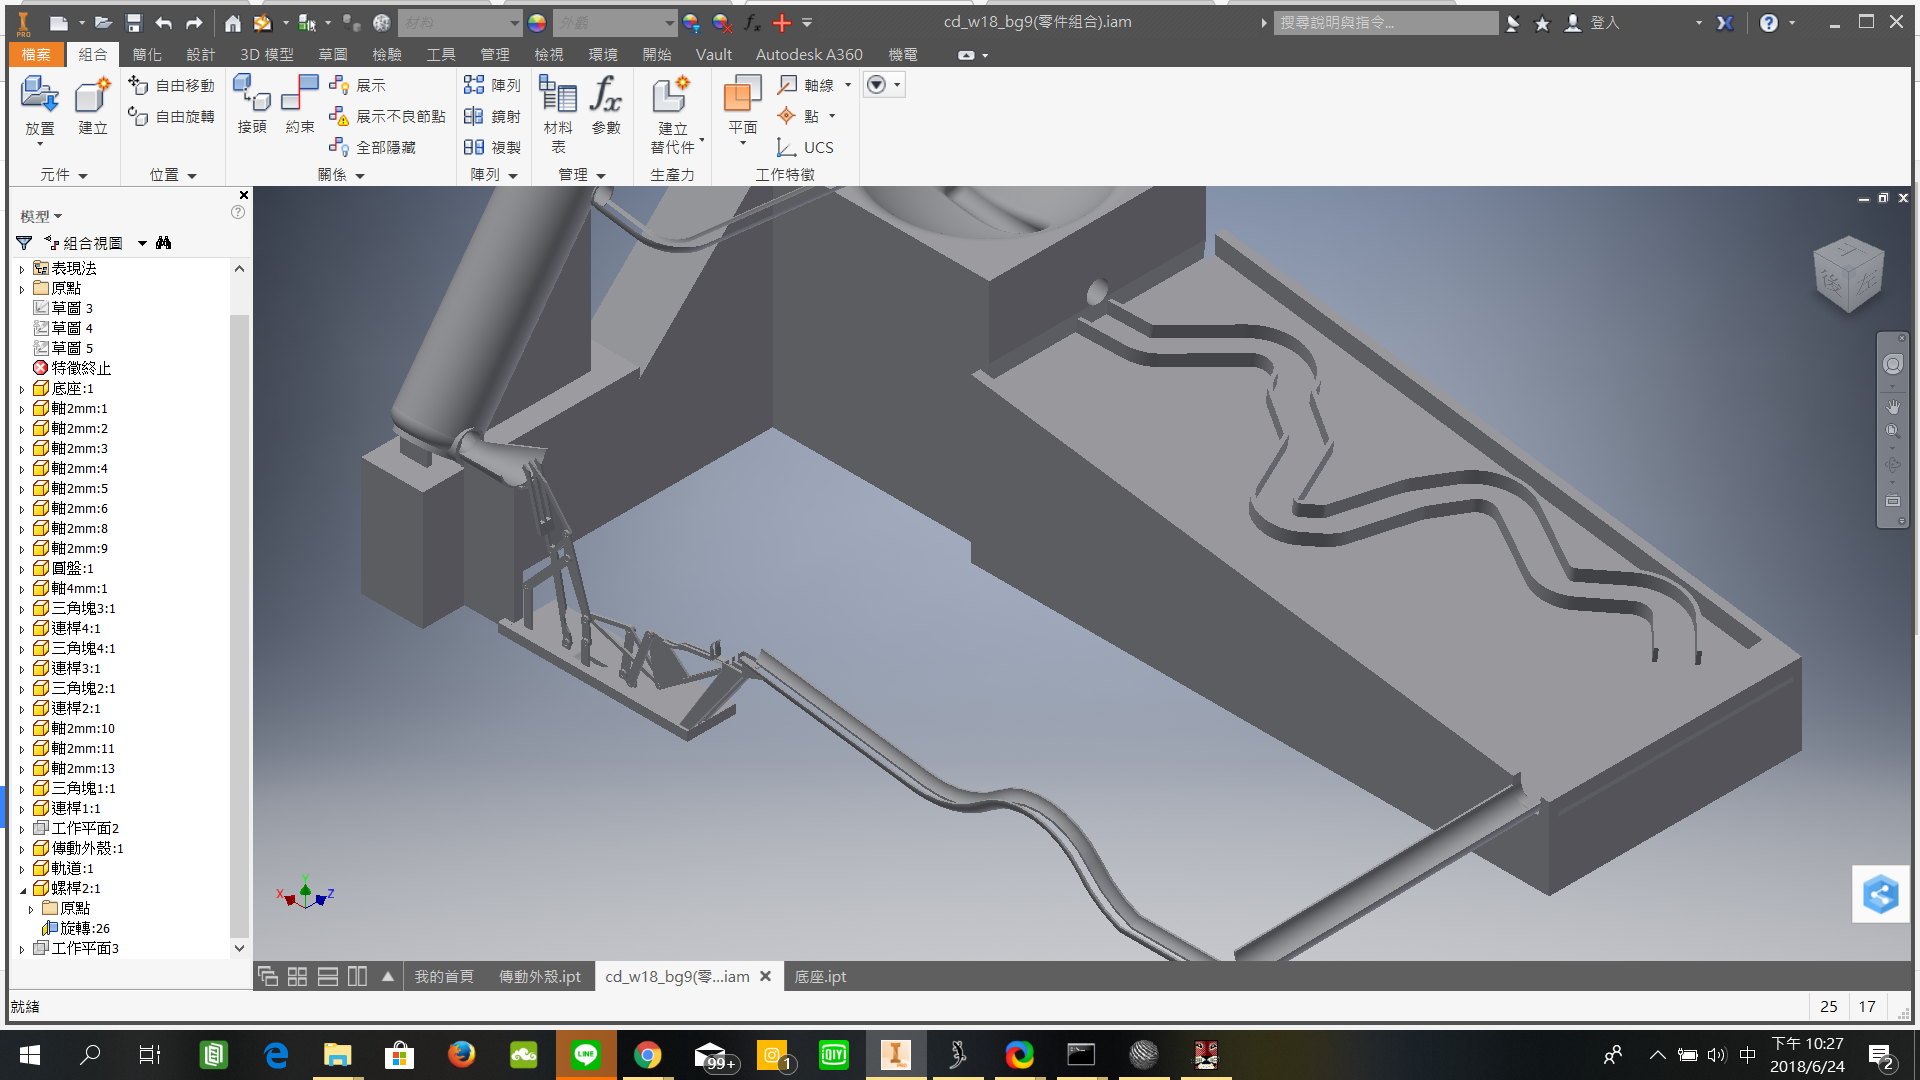 PRO
材料
外觀
cd_w18_bg9(零件組合).iam
搜尋說明與指令...
登入
檔案
組合
簡化
設計
3D 模型
草圖
檢驗
工具
管理
檢視
環境
開始
Vault
Autodesk A360
機電
放置
建立
自由移動
自由旋轉
接頭
約束
展示
展示不良節點
全部隱藏
陣列
鏡射
複製
材料表
參數
建立替代件
平面
軸線
點
UCS
元件
位置
關係
陣列
管理
生產力
工作特徵
模型
組合視圖
表現法
原點
草圖 3
草圖 4
草圖 5
特徵終止
底座:1
軸2mm:1
軸2mm:2
軸2mm:3
軸2mm:4
軸2mm:5
軸2mm:6
軸2mm:8
軸2mm:9
圓盤:1
軸4mm:1
三角塊3:1
連桿4:1
三角塊4:1
連桿3:1
三角塊2:1
連桿2:1
軸2mm:10
軸2mm:11
軸2mm:13
三角塊1:1
連桿1:1
工作平面2
傳動外殼:1
軌道:1
螺桿2:1
原點
旋轉:26
工作平面3
上
後
左
X
Y
Z
我的首頁
傳動外殼.ipt
cd_w18_bg9(零...iam
底座.ipt
就緒
25
17
LINE
99+
1
iQIYI
PRO
中
下午 10:27
2018/6/24
2